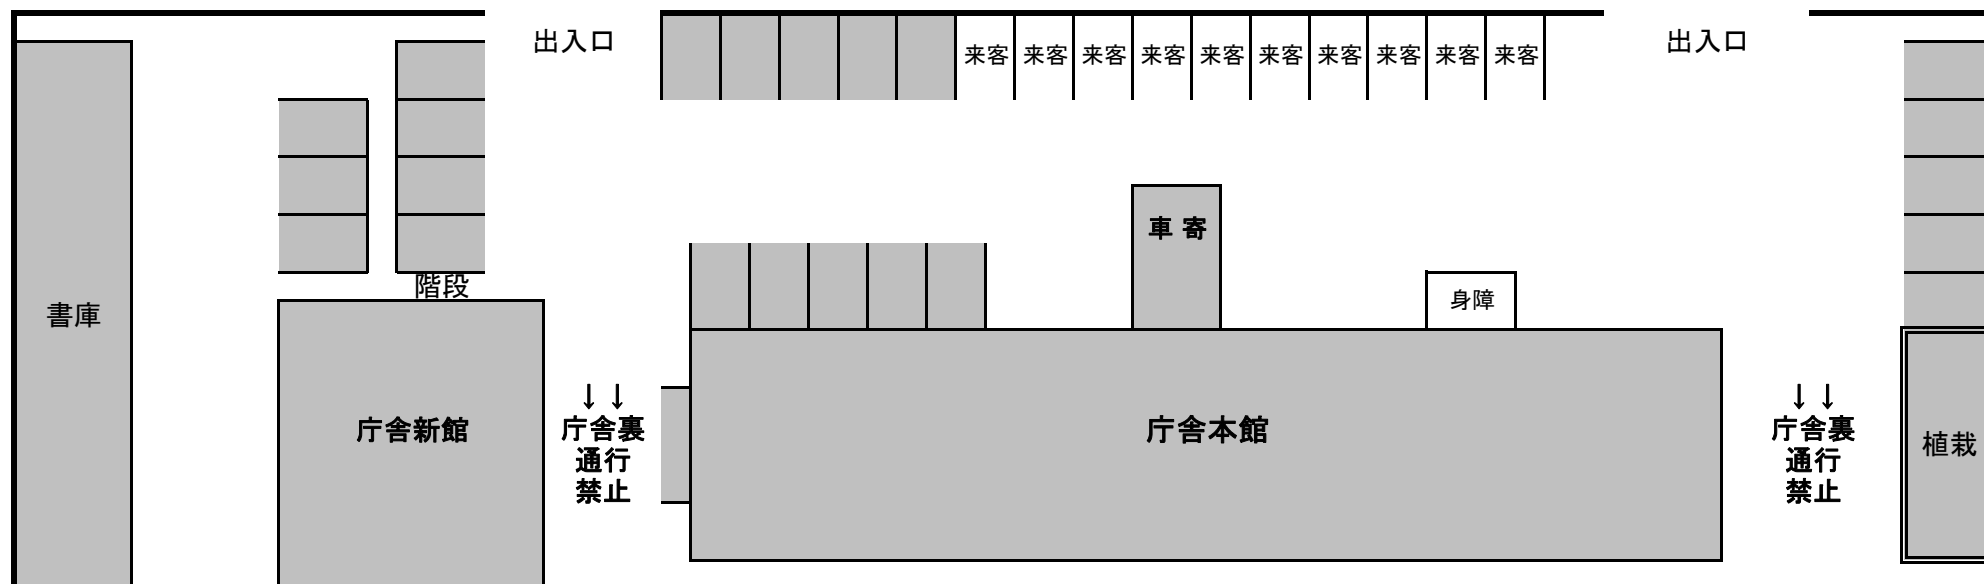 出入口
来客 来客 来客 来客 来客 来客 来客 来客 来客 来客
出入口
車 寄
階段
身障
書庫
庁舎新館
↓ ↓
庁舎裏
通行
禁止
庁舎本館
↓ ↓
庁舎裏
通行
禁止
植栽